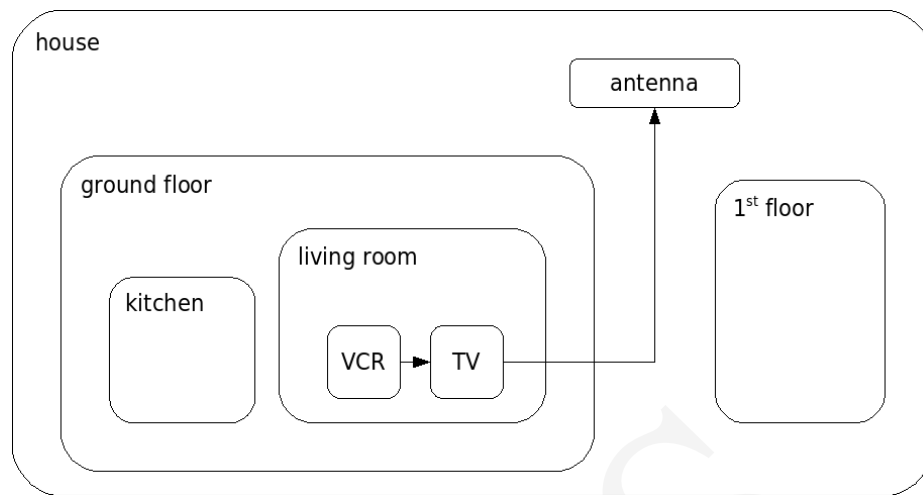 house
antenna
ground floor
1st floor
living room
kitchen
VCR
TV